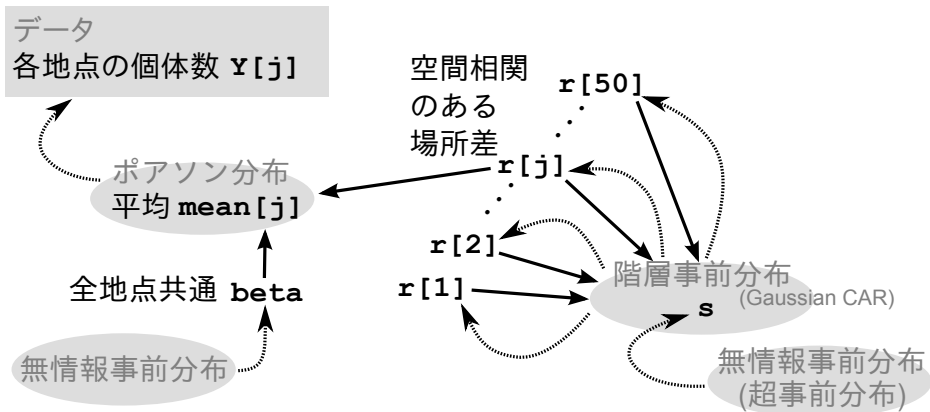 データ
各地点の個体数 Y[j]
空間相関
のある
場所差
r[50]
r[j]
r[2]
r[1]
ポアソン分布
平均 mean[j]
全地点共通 beta
無情報事前分布
階層事前分布
(Gaussian CAR)
s
無情報事前分布
(超事前分布)